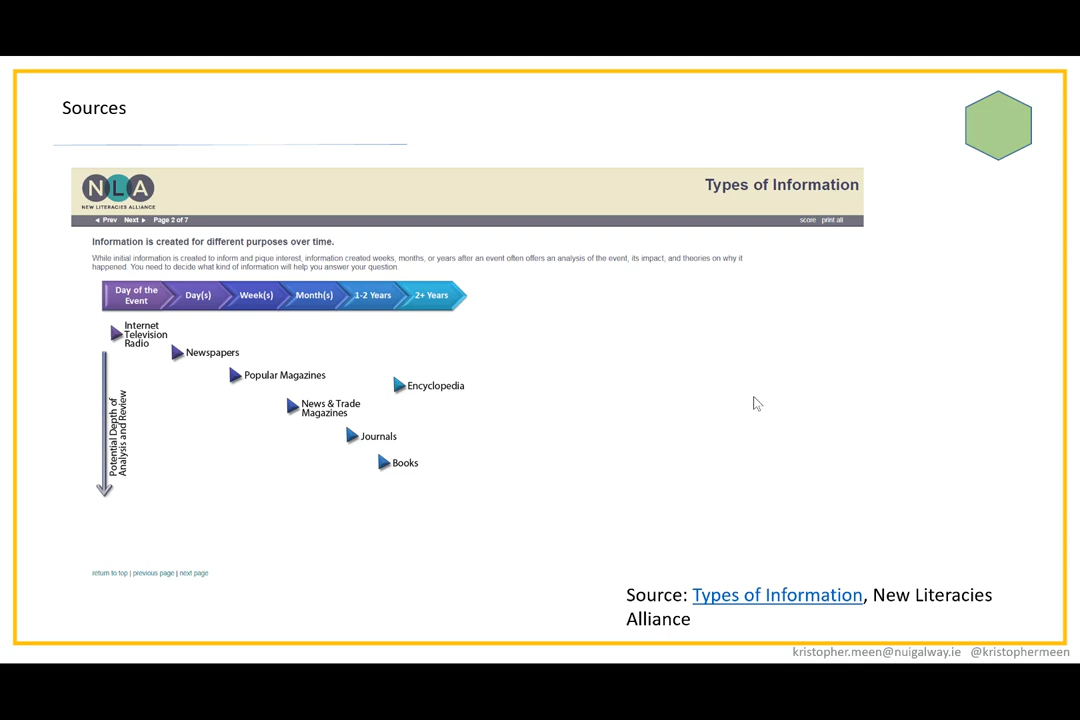 Sources
NLA
NEW LITERACIES ALLIANCE
Types of Information
◄ Prev Next ► Page 2 of 7
score print all
Information is created for different purposes over time.
While initial information is created to inform and pique interest, information created weeks, months, or years after an event often offers an analysis of the event, its impact, and theories on why it
happened. You need to decide what kind of information will help you answer your question.
Day of the
Event
Day(s)
Week(s)
Month(s)
1-2 Years
2+ Years
Internet
Television
Radio
Newspapers
Popular Magazines
Encyclopedia
News & Trade
Magazines
Journals
Books
Potential Depth of
Analysis and Review
return to top | previous page | next page
Source: Types of Information, New Literacies
Alliance
kristopher.meen@nuigalway.ie @kristophermeen